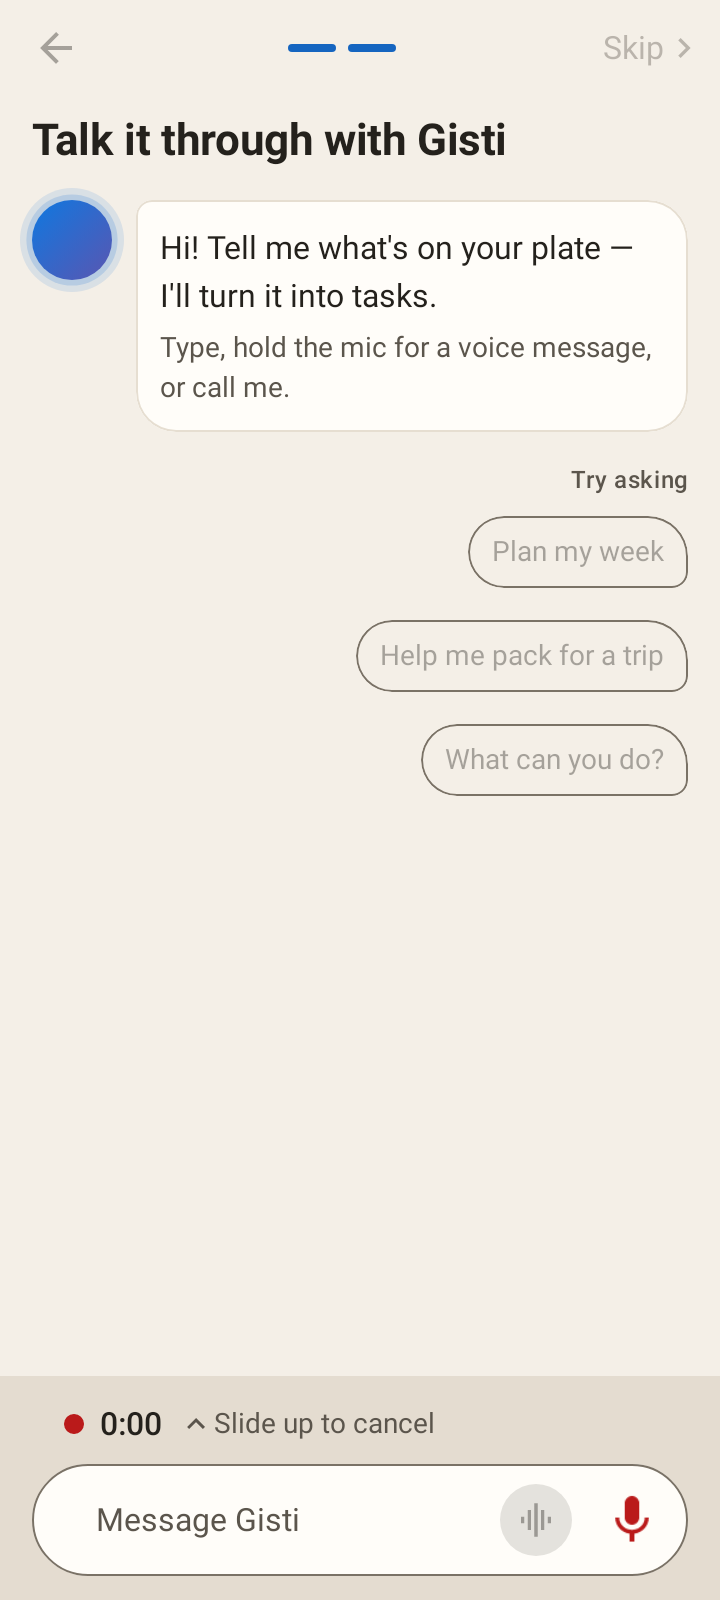 Skip
Talk it through with Gisti
Hi! Tell me what's on your plate —
I'll turn it into tasks.
Type, hold the mic for a voice message,
or call me.
Try asking
Plan my week
Help me pack for a trip
What can you do?
0:00 Slide up to cancel
Message Gisti